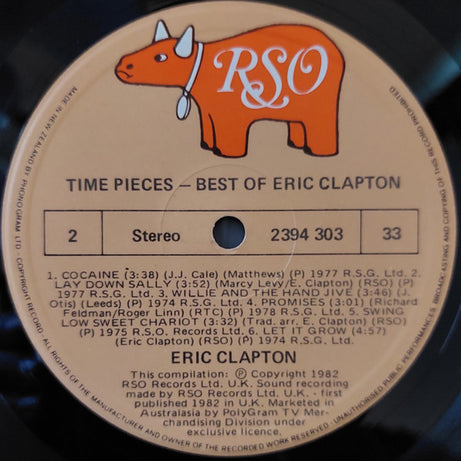 RSO
TIME PIECES — BEST OF ERIC CLAPTON
2 Stereo 2394 303 33
1. COCAINE (3:38) (J.J. Cale) (Matthews) (P) 1977 R.S.G. Ltd. 2.
LAY DOWN SALLY (3:52) (Marcy Levy/E. Clapton) (RSO) (P)
1977 R.S.G. Ltd. 3. WILLIE AND THE HAND JIVE (3:46) (J.
Otis) (Leeds) (P) 1974 R.S.G. Ltd. 4. PROMISES (3:01) (Richard
Feldman/Roger Linn) (RTC) (P) 1978 R.S.G. Ltd. 5. SWING
LOW SWEET CHARIOT (3:32) (Trad. arr. E. Clapton) (RSO)
(P) 1975 R.S.O. Records Ltd. 6. LET IT GROW (4:57)
(Eric Clapton) (RSO) (P) 1974 R.S.G. Ltd.
ERIC CLAPTON
This compilation: Ⓟ Copyright 1982
RSO Records Ltd. U.K. Sound recording
made by RSO Records Ltd. U.K. - first
published 1982 in U.K. Marketed in
Australasia by PolyGram TV Mer-
chandising Division under
exclusive licence.
MADE IN NEW ZEALAND BY PHONOGRAM LTD · COPYRIGHT RECORD · ALL RIGHTS OF THE MANUFACTURER AND OWNER OF THE RECORDED WORK RESERVED · UNAUTHORISED PUBLIC PERFORMANCES, BROADCASTING AND COPYING OF THIS RECORD PROHIBITED.